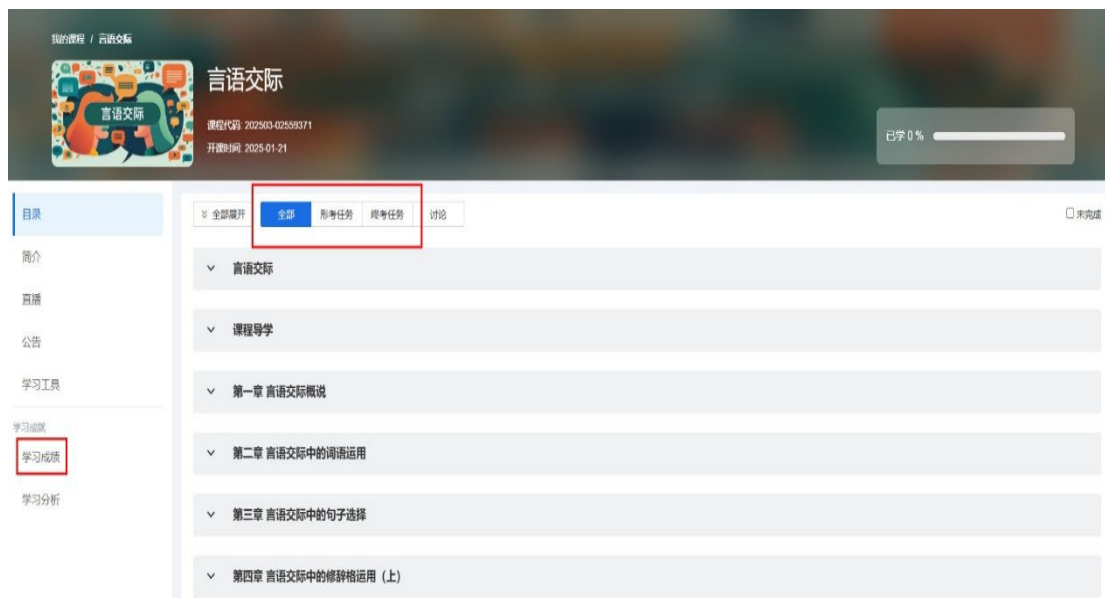 我的课程 / 言语交际
言语交际
言语交际
课程代码: 202503-02559371
开课时间: 2025-01-21
已学 0 %
目录
简介
直播
公告
学习工具
学习成就
学习成绩
学习分析
全部展开 全部 形考任务 终考任务 讨论 未完成
言语交际
课程导学
第一章 言语交际概说
第二章 言语交际中的词语运用
第三章 言语交际中的句子选择
第四章 言语交际中的修辞格运用（上）